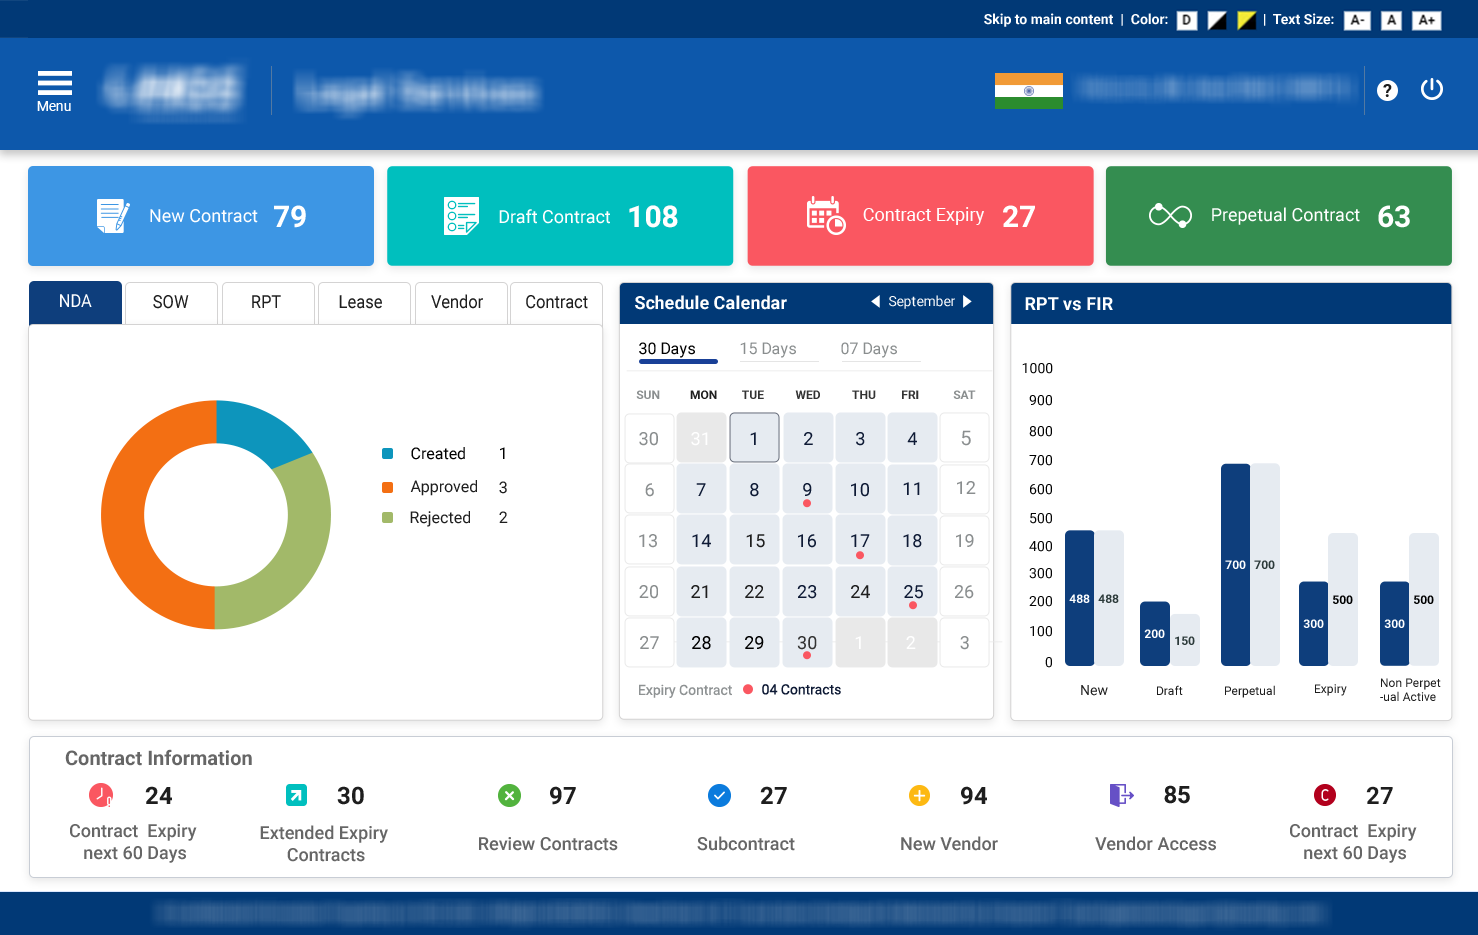 Skip to main content | Color: D | Text Size: A- A A+
Menu
Legal Services
?
New Contract 79
Draft Contract 108
Contract Expiry 27
Prepetual Contract 63
NDA SOW RPT Lease Vendor Contract
Created 1
Approved 3
Rejected 2
Schedule Calendar September
30 Days 15 Days 07 Days
SUN MON TUE WED THU FRI SAT
30 31 1 2 3 4 5
6 7 8 9 10 11 12
13 14 15 16 17 18 19
20 21 22 23 24 25 26
27 28 29 30 1 2 3
Expiry Contract 04 Contracts
RPT vs FIR
1000
900
800
700
600
500
400
300
200
100
0
488 488
200 150
700 700
300 500
300 500
New
Draft
Perpetual
Expiry
Non Perpet
-ual Active
Contract Information
24
Contract Expiry
next 60 Days
30
Extended Expiry
Contracts
97
Review Contracts
27
Subcontract
94
New Vendor
85
Vendor Access
C 27
Contract Expiry
next 60 Days